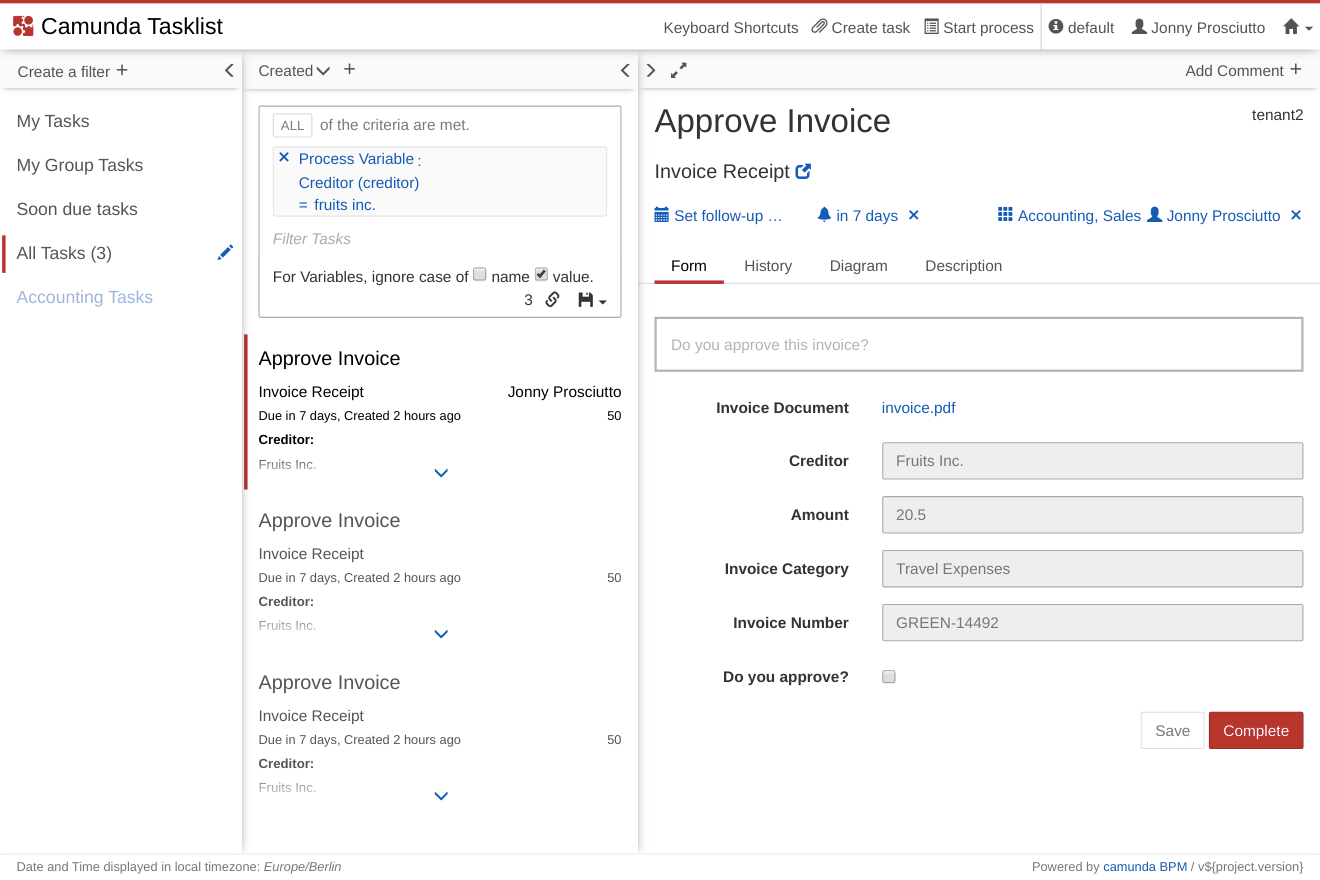 Camunda Tasklist
Keyboard Shortcuts Create task Start process default Jonny Prosciutto
Create a filter +
My Tasks
My Group Tasks
Soon due tasks
All Tasks (3)
Accounting Tasks
Created +
ALL of the criteria are met.
Process Variable :
Creditor (creditor)
= fruits inc.
Filter Tasks
For Variables, ignore case of name value.
3
Approve Invoice
Invoice Receipt Jonny Prosciutto
Due in 7 days, Created 2 hours ago 50
Creditor:
Fruits Inc.
Approve Invoice
Invoice Receipt
Due in 7 days, Created 2 hours ago 50
Creditor:
Fruits Inc.
Approve Invoice
Invoice Receipt
Due in 7 days, Created 2 hours ago 50
Creditor:
Fruits Inc.
Add Comment +
Approve Invoice tenant2
Invoice Receipt
Set follow-up ... in 7 days × Accounting, Sales Jonny Prosciutto ×
Form History Diagram Description
Do you approve this invoice?
Invoice Document invoice.pdf
Creditor Fruits Inc.
Amount 20.5
Invoice Category Travel Expenses
Invoice Number GREEN-14492
Do you approve?
Save Complete
Date and Time displayed in local timezone: Europe/Berlin
Powered by camunda BPM / v${project.version}